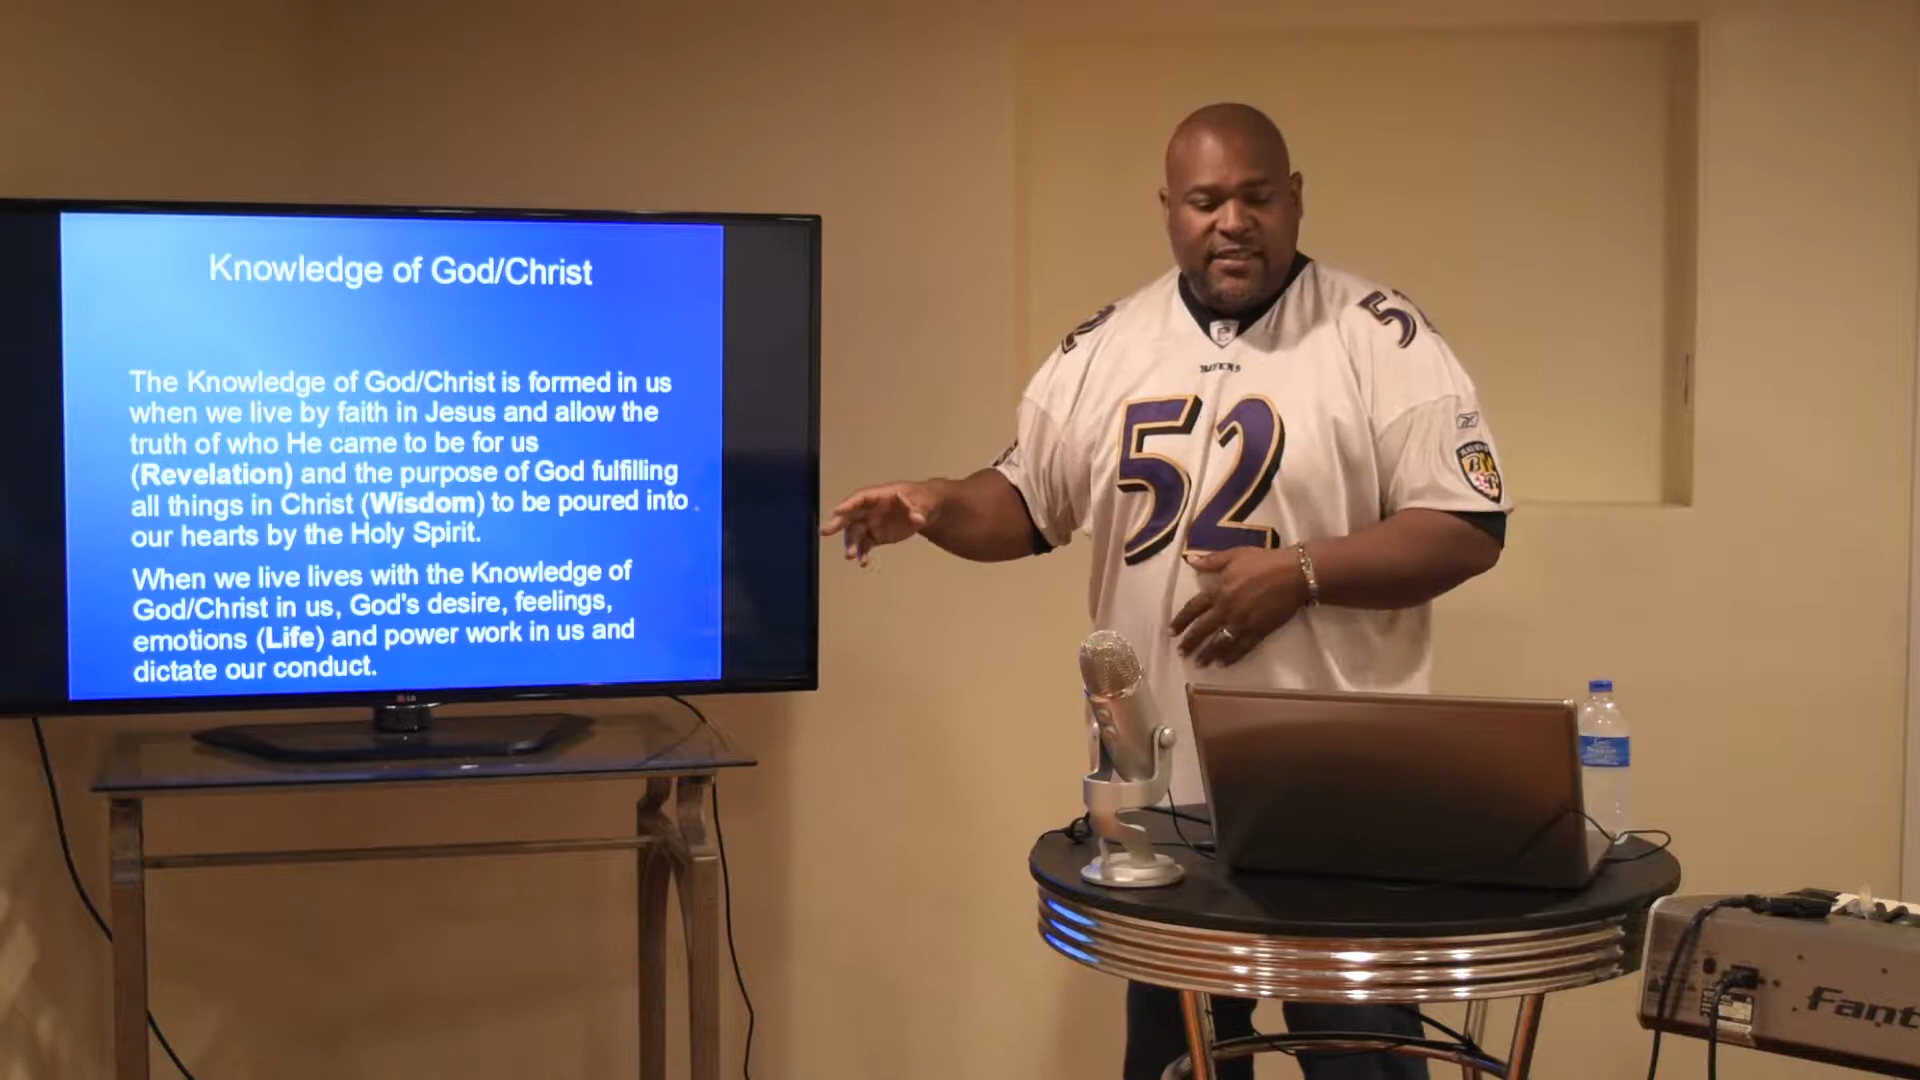 Knowledge of God/Christ
The Knowledge of God/Christ is formed in us
when we live by faith in Jesus and allow the
truth of who He came to be for us
(Revelation) and the purpose of God fulfilling
all things in Christ (Wisdom) to be poured into
our hearts by the Holy Spirit.
When we live lives with the Knowledge of
God/Christ in us, God's desire, feelings,
emotions (Life) and power work in us and
dictate our conduct.
LG
RAVENS
52
52
Fant